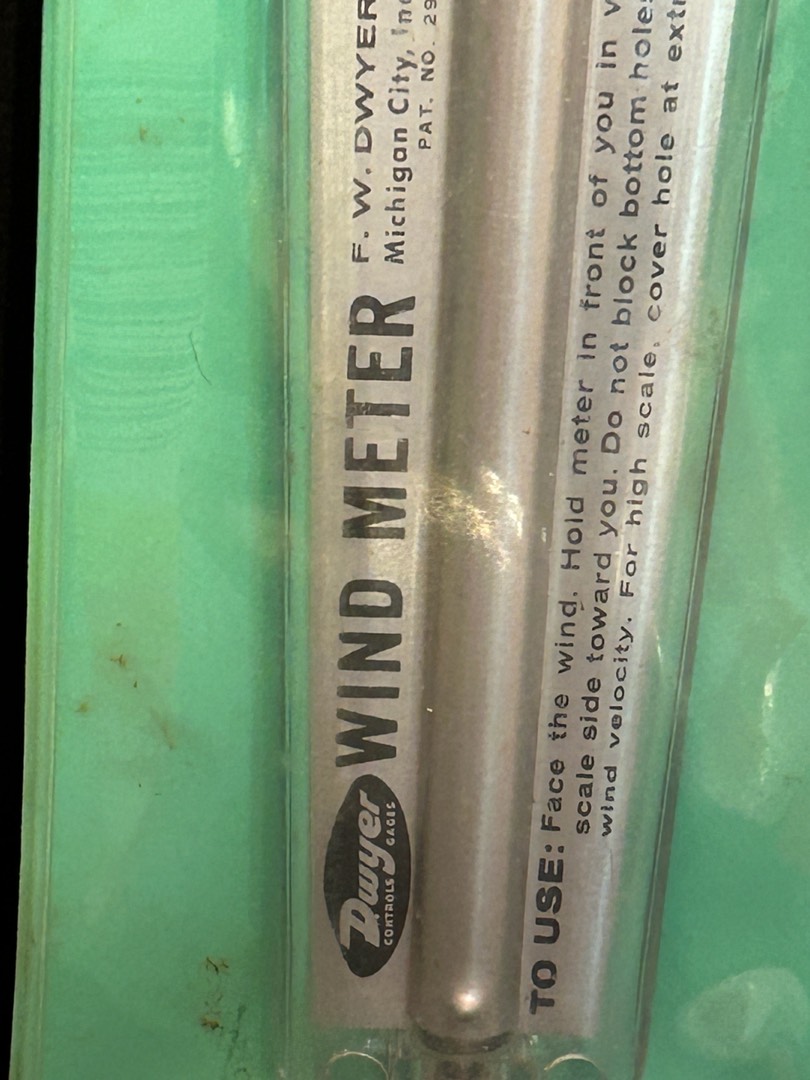 Dwyer
CONTROLS GAGES
WIND METER
F. W. DWYER
Michigan City, Ind
PAT. NO. 29
TO USE: Face the wind. Hold meter in front of you in
scale side toward you. Do not block bottom holes
wind velocity. For high scale, cover hole at